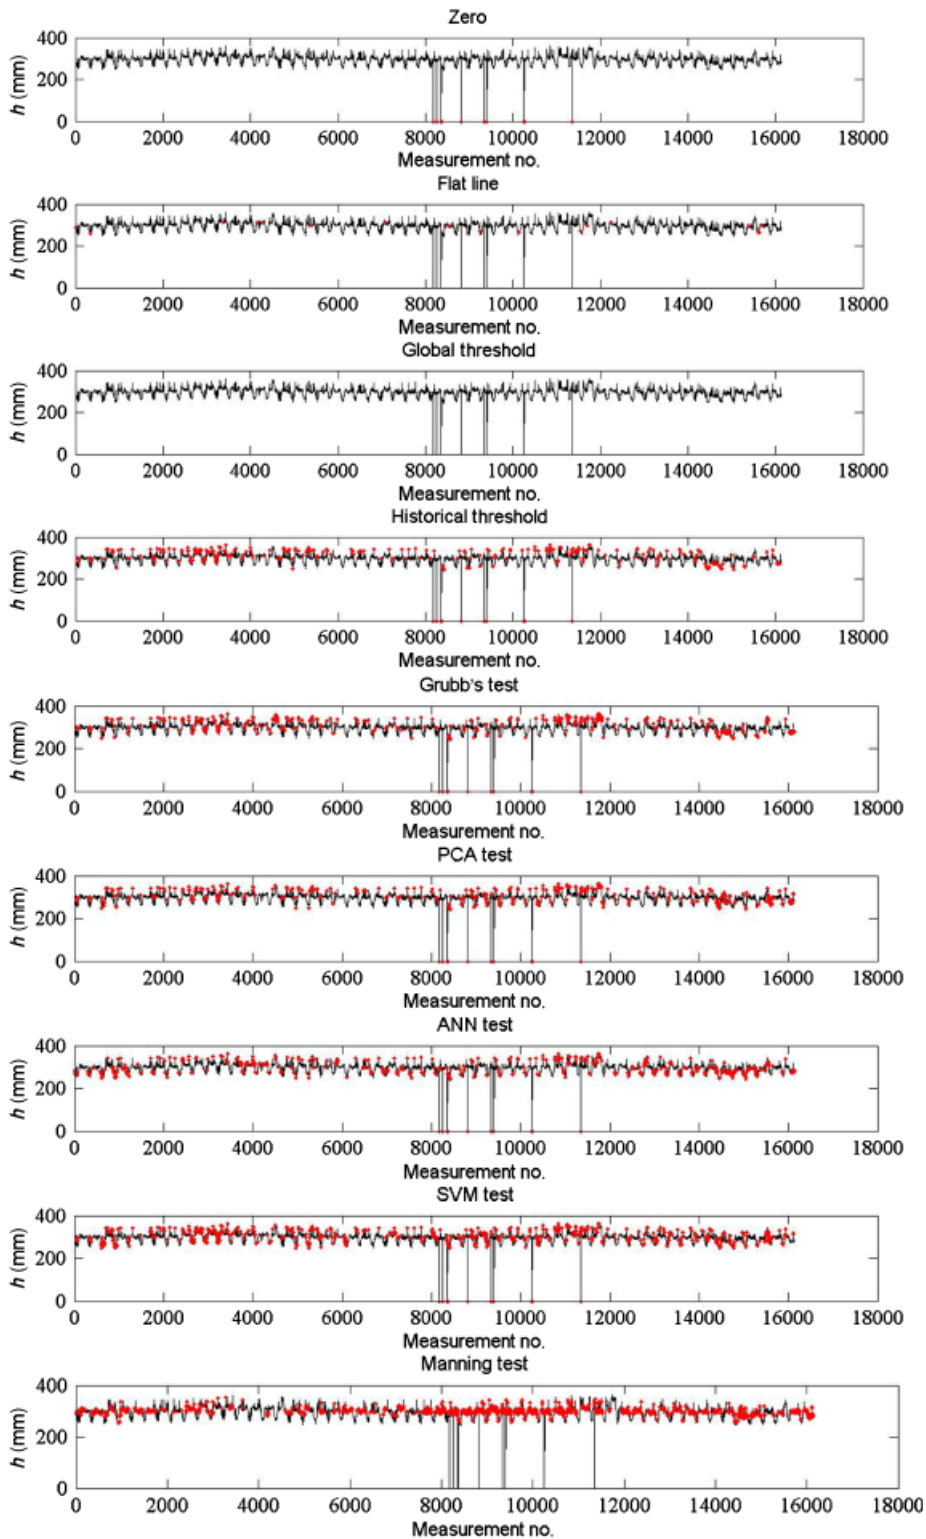 Zero
400
200
0
h (mm)
0 2000 4000 6000 8000 10000 12000 14000 16000 18000
Measurement no.
Flat line
400
200
0
h (mm)
0 2000 4000 6000 8000 10000 12000 14000 16000 18000
Measurement no.
Global threshold
400
200
0
h (mm)
0 2000 4000 6000 8000 10000 12000 14000 16000 18000
Measurement no.
Historical threshold
400
200
0
h (mm)
0 2000 4000 6000 8000 10000 12000 14000 16000 18000
Measurement no.
Grubb's test
400
200
0
h (mm)
0 2000 4000 6000 8000 10000 12000 14000 16000 18000
Measurement no.
PCA test
400
200
0
h (mm)
0 2000 4000 6000 8000 10000 12000 14000 16000 18000
Measurement no.
ANN test
400
200
0
h (mm)
0 2000 4000 6000 8000 10000 12000 14000 16000 18000
Measurement no.
SVM test
400
200
0
h (mm)
0 2000 4000 6000 8000 10000 12000 14000 16000 18000
Measurement no.
Manning test
400
200
0
h (mm)
0 2000 4000 6000 8000 10000 12000 14000 16000 18000
Measurement no.